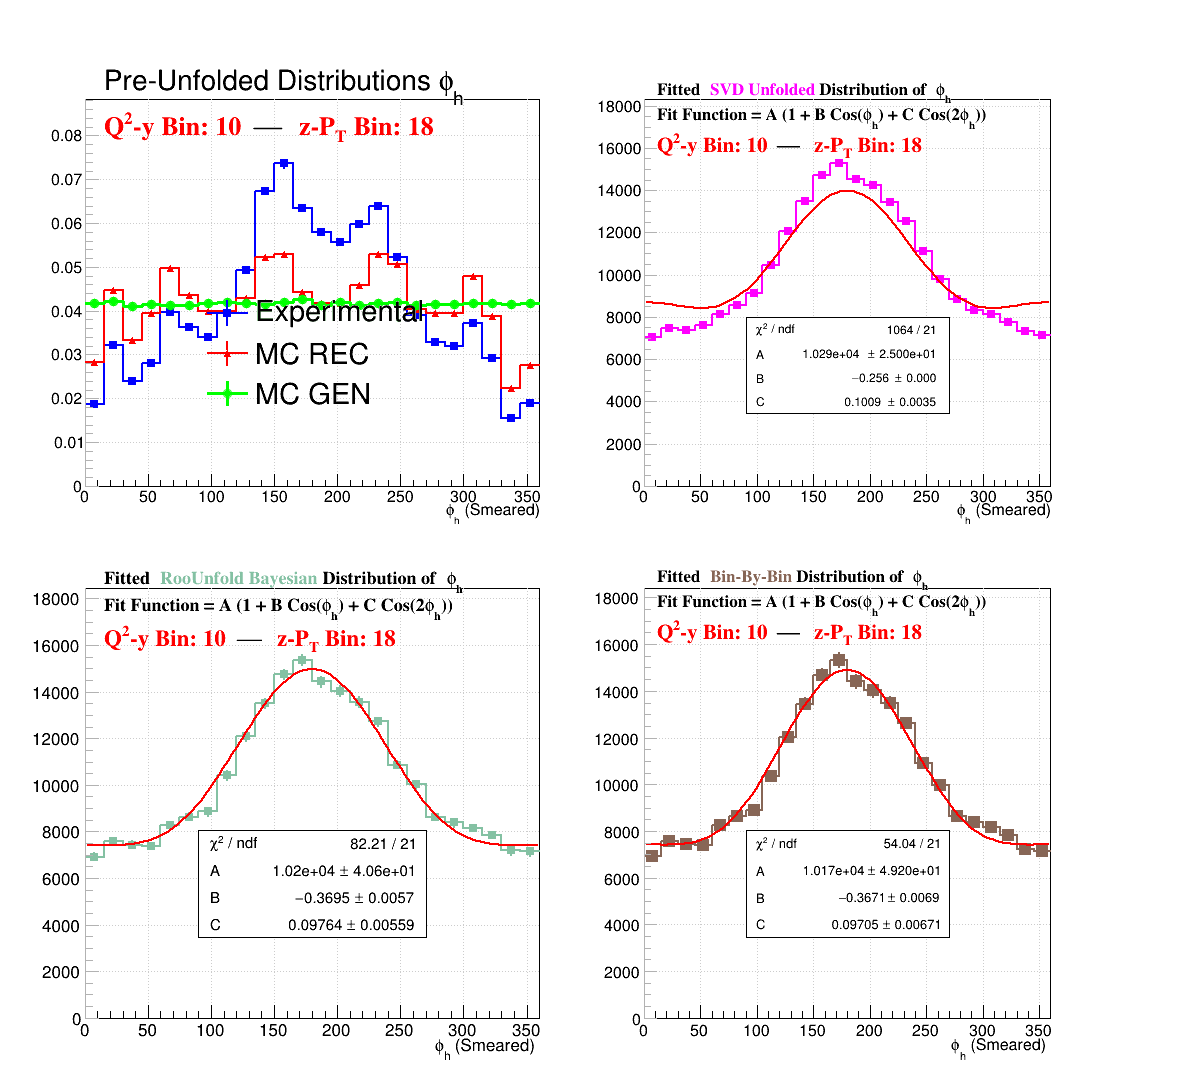 Pre-Unfolded Distributions ϕh
Q²-y Bin: 10 — z-PT Bin: 18
0.08
0.07
0.06
0.05
0.04
0.03
0.02
0.01
0
Experimental
MC REC
MC GEN
0 50 100 150 200 250 300 350
ϕh (Smeared)
Fitted SVD Unfolded Distribution of ϕh
Fit Function = A (1 + B Cos(ϕh) + C Cos(2ϕh))
Q²-y Bin: 10 — z-PT Bin: 18
18000
16000
14000
12000
10000
8000
6000
4000
2000
0
χ² / ndf 1064 / 21
A 1.029e+04 ± 2.500e+01
B −0.256 ± 0.000
C 0.1009 ± 0.0035
0 50 100 150 200 250 300 350
ϕh (Smeared)
Fitted RooUnfold Bayesian Distribution of ϕh
Fit Function = A (1 + B Cos(ϕh) + C Cos(2ϕh))
Q²-y Bin: 10 — z-PT Bin: 18
18000
16000
14000
12000
10000
8000
6000
4000
2000
0
χ² / ndf 82.21 / 21
A 1.02e+04 ± 4.06e+01
B −0.3695 ± 0.0057
C 0.09764 ± 0.00559
0 50 100 150 200 250 300 350
ϕh (Smeared)
Fitted Bin-By-Bin Distribution of ϕh
Fit Function = A (1 + B Cos(ϕh) + C Cos(2ϕh))
Q²-y Bin: 10 — z-PT Bin: 18
18000
16000
14000
12000
10000
8000
6000
4000
2000
0
χ² / ndf 54.04 / 21
A 1.017e+04 ± 4.920e+01
B −0.3671 ± 0.0069
C 0.09705 ± 0.00671
0 50 100 150 200 250 300 350
ϕh (Smeared)